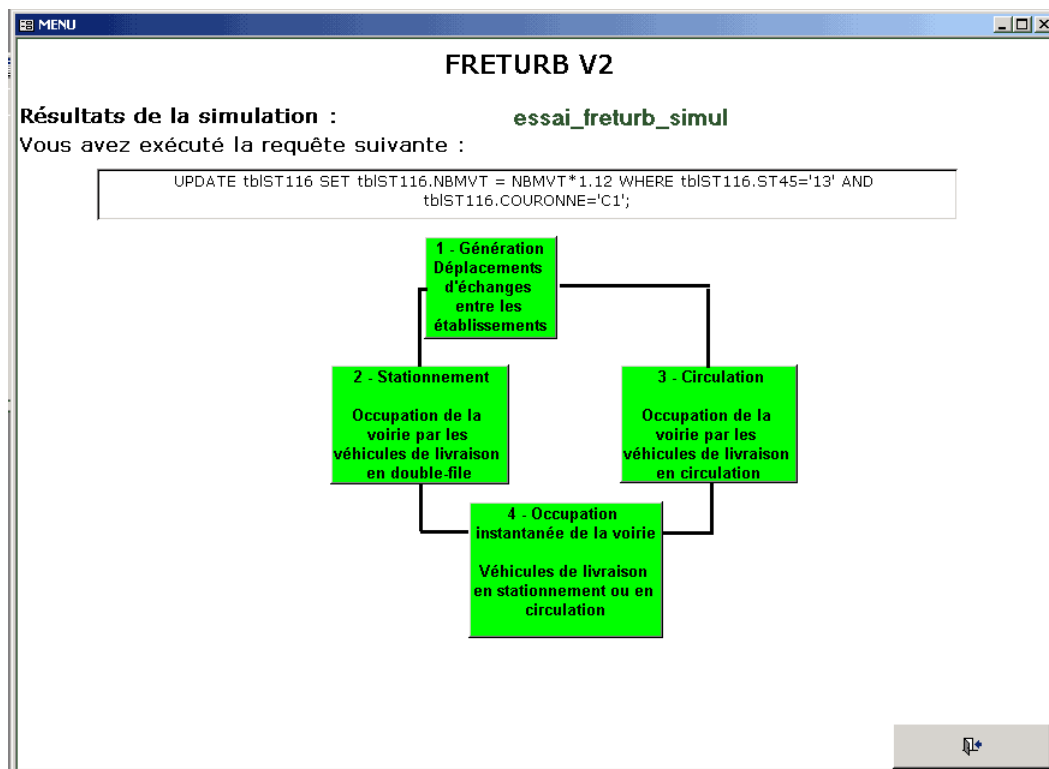 MENU
FRETURB V2
Résultats de la simulation :
essai_freturb_simul
Vous avez exécuté la requête suivante :
UPDATE tblST116 SET tblST116.NBMVT = NBMVT*1.12 WHERE tblST116.ST45='13' AND
tblST116.COURONNE='C1';
1 - Génération
Déplacements
d'échanges
entre les
établissements
2 - Stationnement
Occupation de la
voirie par les
véhicules de livraison
en double-file
3 - Circulation
Occupation de la
voirie par les
véhicules de livraison
en circulation
4 - Occupation
instantanée de la voirie
Véhicules de livraison
en stationnement ou en
circulation